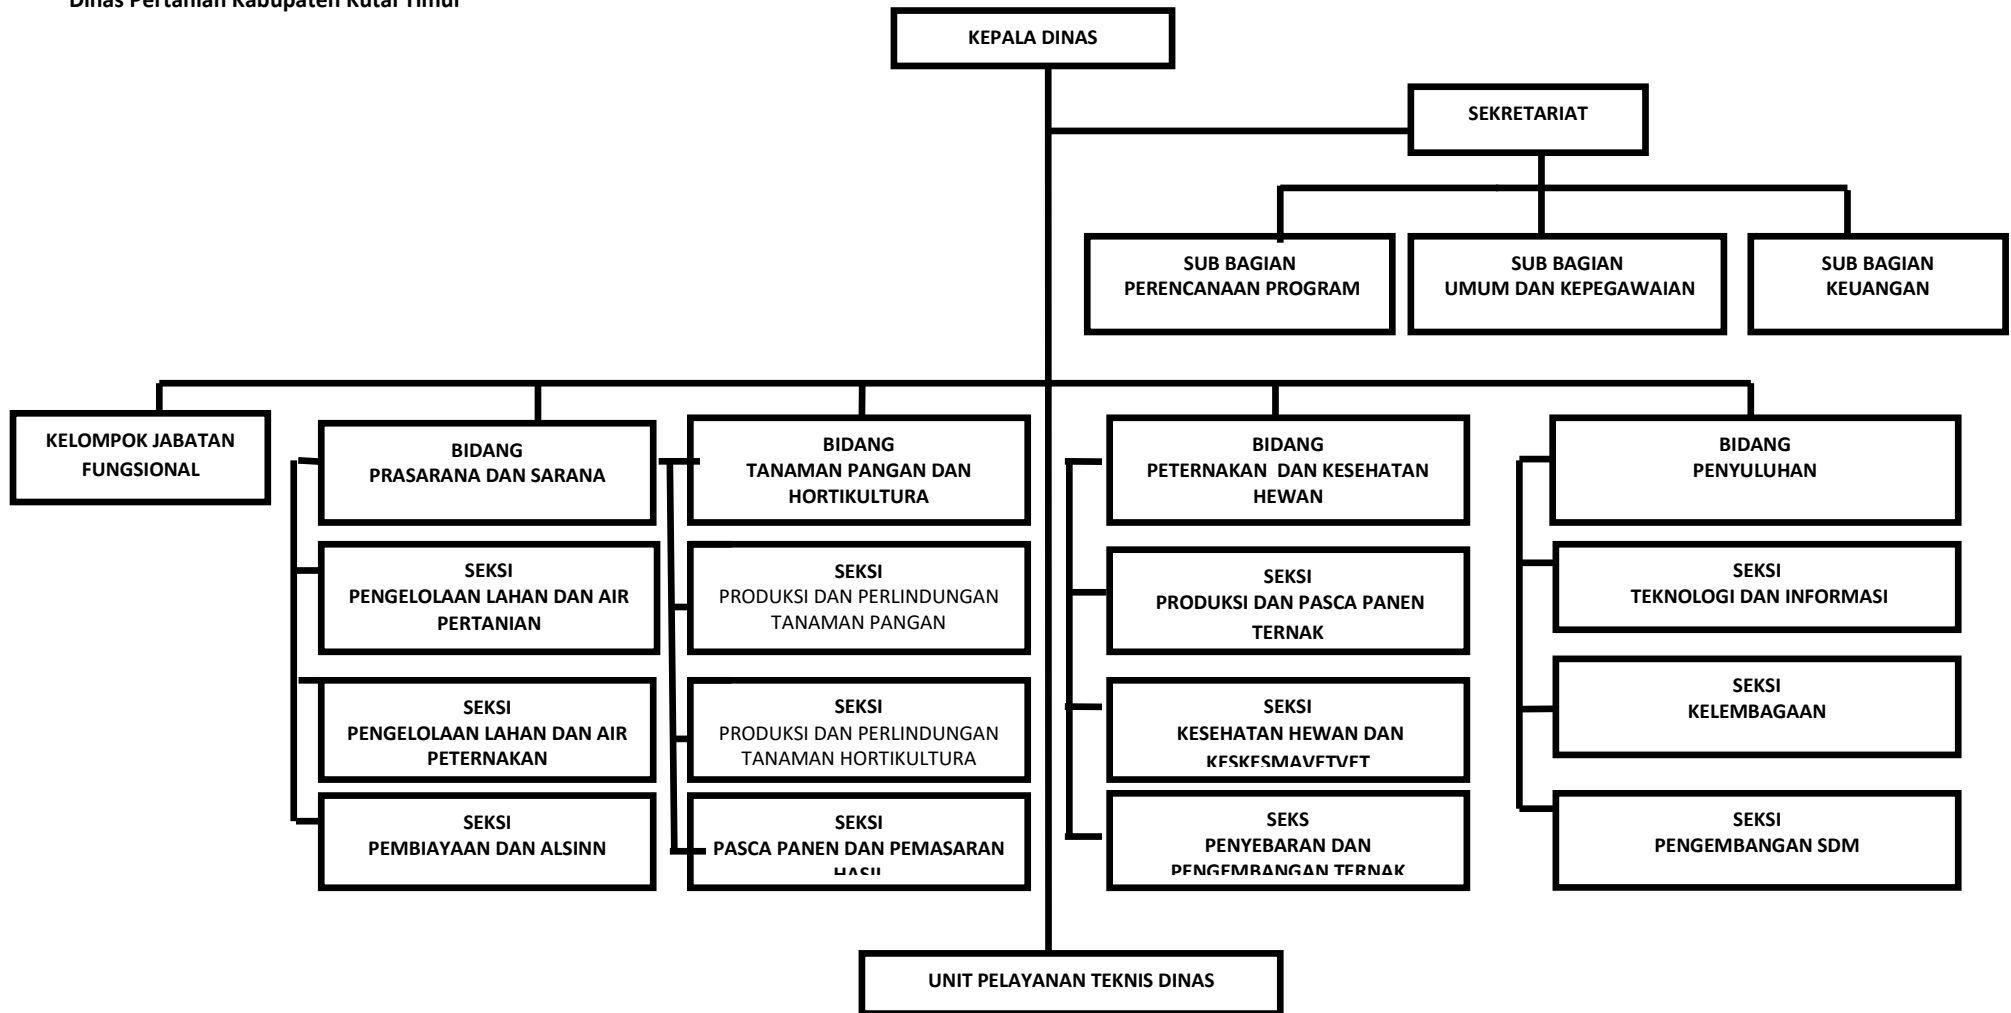 Dinas Pertanian Kabupaten Kutai Timur
KEPALA DINAS
SEKRETARIAT
SUB BAGIAN
PERENCANAAN PROGRAM
SUB BAGIAN
UMUM DAN KEPEGAWAIAN
SUB BAGIAN
KEUANGAN
KELOMPOK JABATAN
FUNGSIONAL
BIDANG
PRASARANA DAN SARANA
BIDANG
TANAMAN PANGAN DAN
HORTIKULTURA
BIDANG
PETERNAKAN  DAN KESEHATAN
HEWAN
BIDANG
PENYULUHAN
SEKSI
PENGELOLAAN LAHAN DAN AIR
PERTANIAN
SEKSI
PRODUKSI DAN PERLINDUNGAN
TANAMAN PANGAN
SEKSI
PRODUKSI DAN PASCA PANEN
TERNAK
SEKSI
TEKNOLOGI DAN INFORMASI
SEKSI
PENGELOLAAN LAHAN DAN AIR
PETERNAKAN
SEKSI
PRODUKSI DAN PERLINDUNGAN
TANAMAN HORTIKULTURA
SEKSI
KESEHATAN HEWAN DAN
KESKESMAVETVET
SEKSI
KELEMBAGAAN
SEKSI
PEMBIAYAAN DAN ALSINN
SEKSI
PASCA PANEN DAN PEMASARAN
HASIL
SEKS
PENYEBARAN DAN
PENGEMBANGAN TERNAK
SEKSI
PENGEMBANGAN SDM
UNIT PELAYANAN TEKNIS DINAS